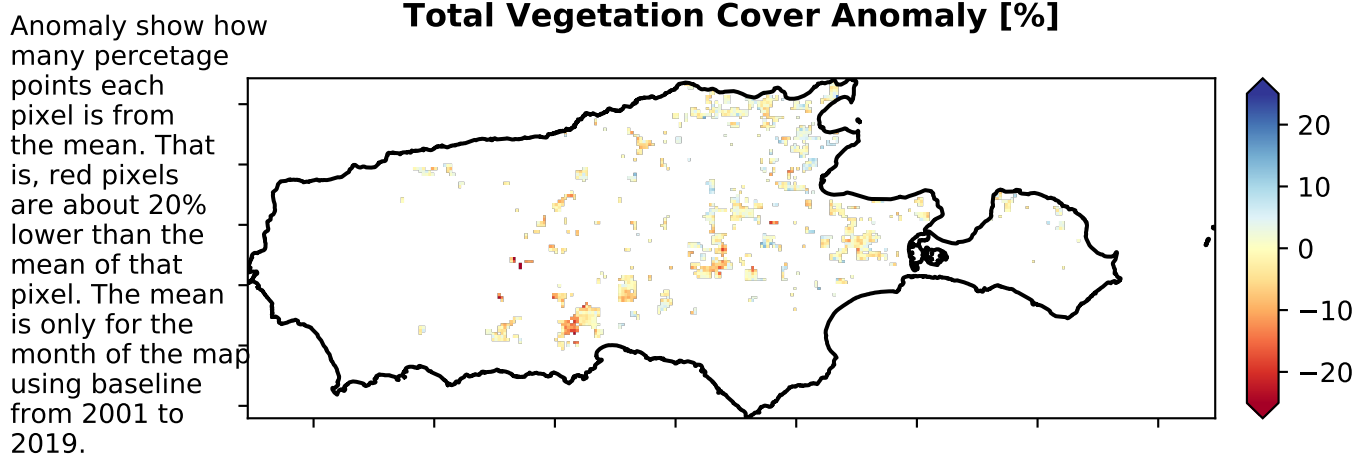 Total Vegetation Cover Anomaly [%]
Anomaly show how
many percetage
points each
pixel is from
the mean. That
is, red pixels
are about 20%
lower than the
mean of that
pixel. The mean
is only for the
month of the map
using baseline
from 2001 to
2019.
20
10
0
−10
−20